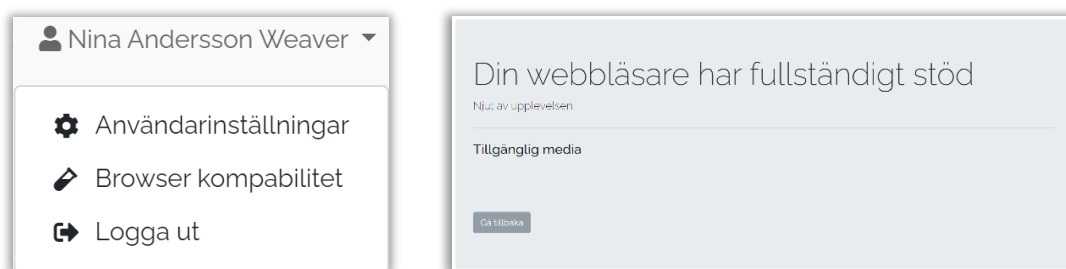 Nina Andersson Weaver
Användarinställningar
Browser kompabilitet
Logga ut
Din webbläsare har fullständigt stöd
Njut av upplevelsen
Tillgänglig media
Gå tillbaka